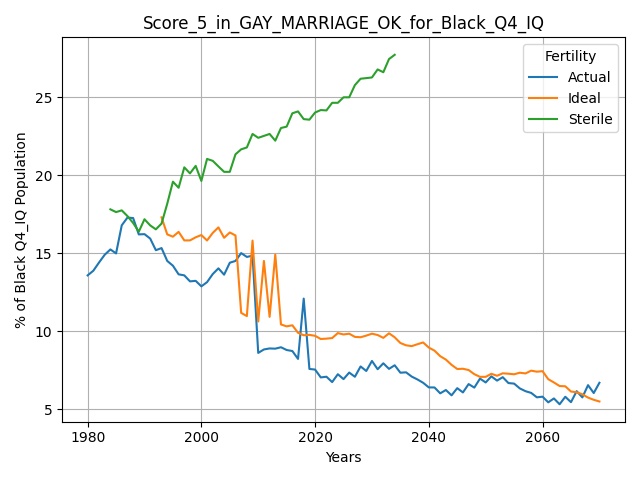 Score_5_in_GAY_MARRIAGE_OK_for_Black_Q4_IQ
% of Black Q4_IQ Population
25
20
15
10
5
1980
2000
2020
2040
2060
Years
Fertility
Actual
Ideal
Sterile